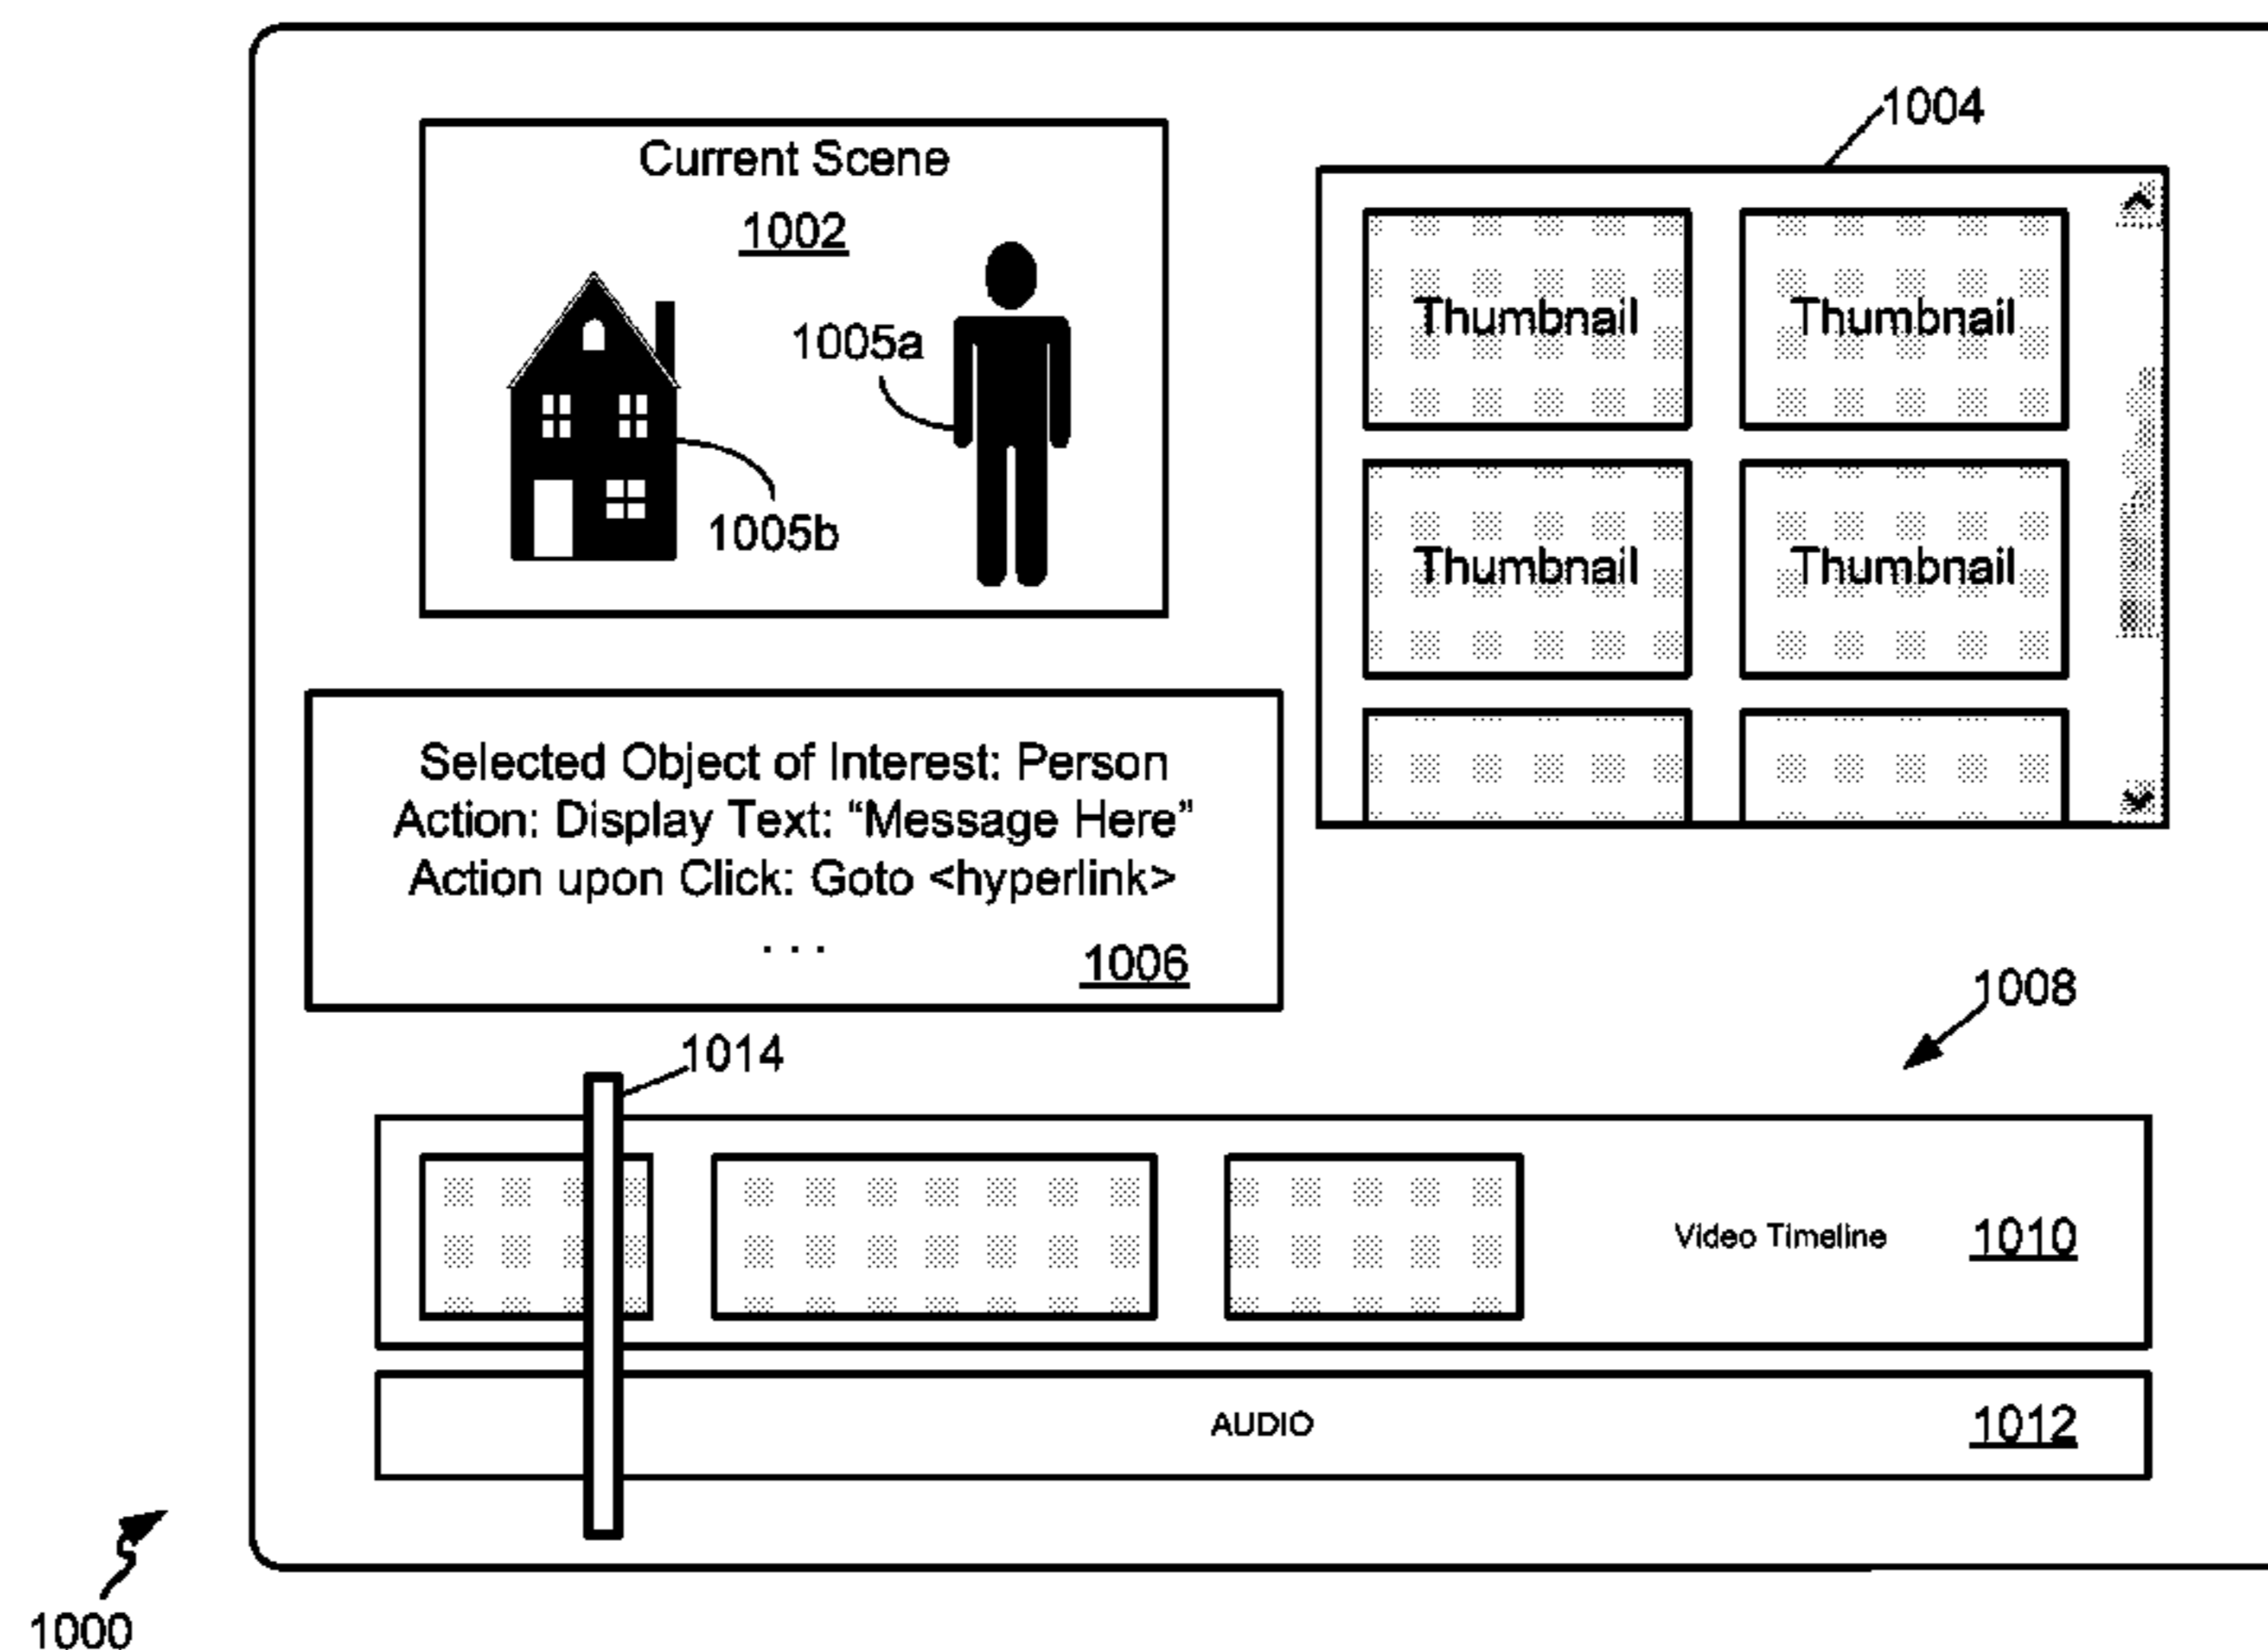 Current Scene
1002
1005a
1005b
1004
Thumbnail Thumbnail
Thumbnail Thumbnail
Selected Object of Interest: Person
Action: Display Text: “Message Here”
Action upon Click: Goto <hyperlink>
. . .
1006
1008
1014
Video Timeline 1010
AUDIO 1012
1000